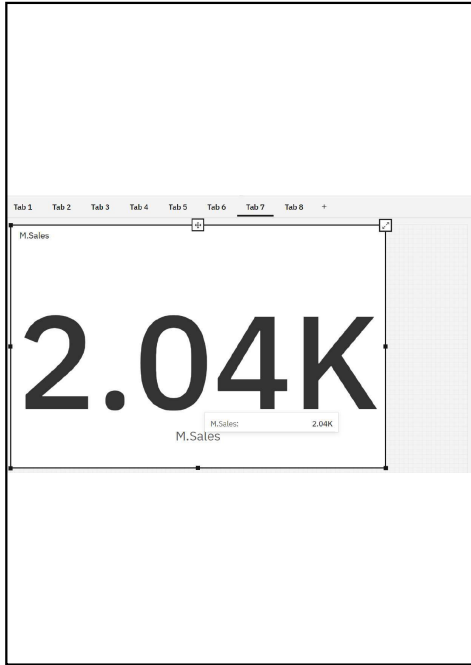 Tab 1 Tab 2 Tab 3 Tab 4 Tab 5 Tab 6 Tab 7 Tab 8 +
M.Sales
2.04K
M.Sales: 2.04K
M.Sales